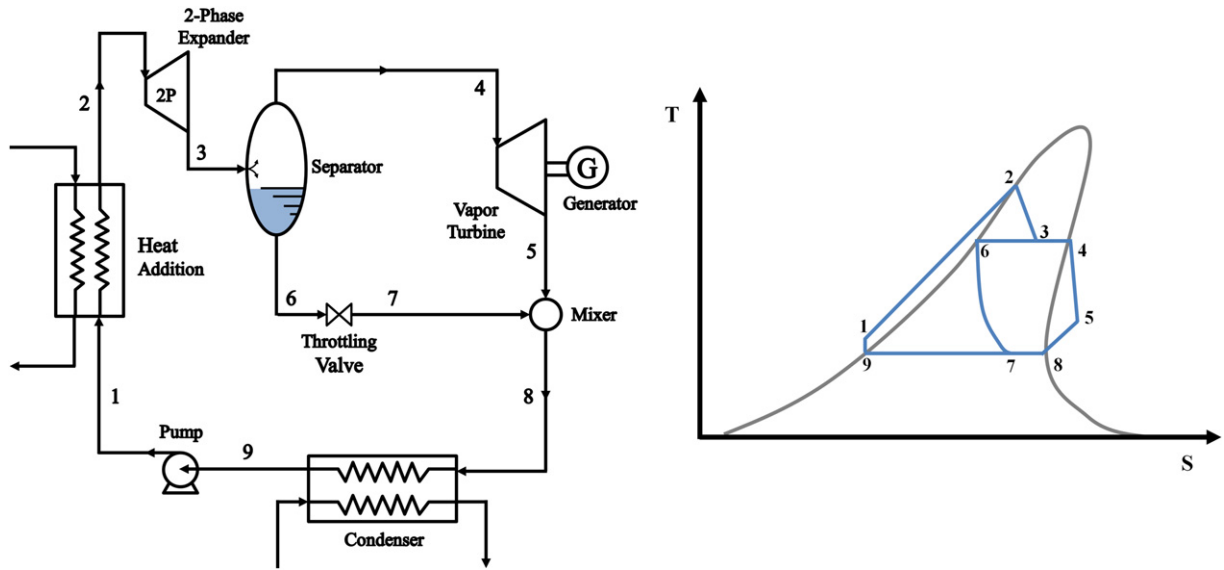 2-Phase
Expander
2
2P
3
4
Separator
Vapor
Turbine
G
Generator
5
Heat
Addition
6
7
Throttling
Valve
Mixer
1
8
Pump
9
Condenser
T
2
3
6
4
5
1
9
7
8
S